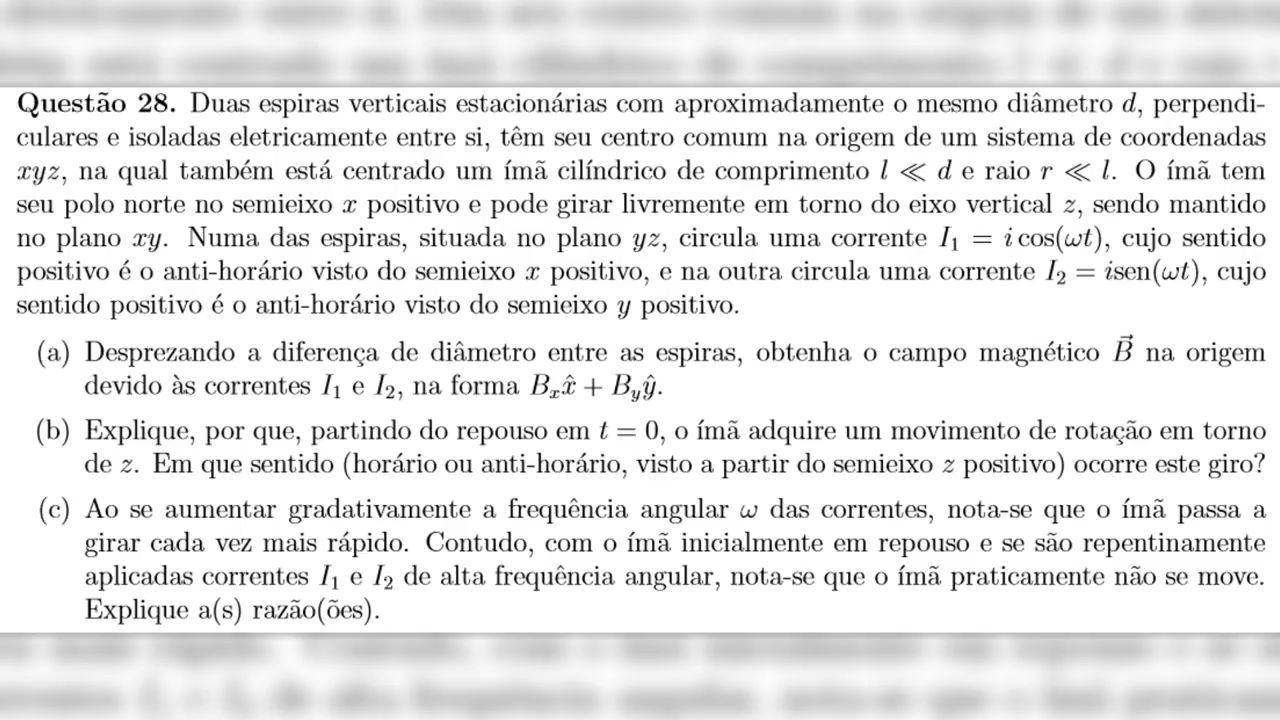 Questão 28. Duas espiras verticais estacionárias com aproximadamente o mesmo diâmetro d, perpendi-
culares e isoladas eletricamente entre si, têm seu centro comum na origem de um sistema de coordenadas
xyz, na qual também está centrado um ímã cilíndrico de comprimento l ≪ d e raio r ≪ l. O ímã tem
seu polo norte no semieixo x positivo e pode girar livremente em torno do eixo vertical z, sendo mantido
no plano xy. Numa das espiras, situada no plano yz, circula uma corrente I₁ = i cos(ωt), cujo sentido
positivo é o anti-horário visto do semieixo x positivo, e na outra circula uma corrente I₂ = isen(ωt), cujo
sentido positivo é o anti-horário visto do semieixo y positivo.
(a) Desprezando a diferença de diâmetro entre as espiras, obtenha o campo magnético B⃗ na origem
devido às correntes I₁ e I₂, na forma Bₓx̂ + B_yŷ.
(b) Explique, por que, partindo do repouso em t = 0, o ímã adquire um movimento de rotação em torno
de z. Em que sentido (horário ou anti-horário, visto a partir do semieixo z positivo) ocorre este giro?
(c) Ao se aumentar gradativamente a frequência angular ω das correntes, nota-se que o ímã passa a
girar cada vez mais rápido. Contudo, com o ímã inicialmente em repouso e se são repentinamente
aplicadas correntes I₁ e I₂ de alta frequência angular, nota-se que o ímã praticamente não se move.
Explique a(s) razão(ões).